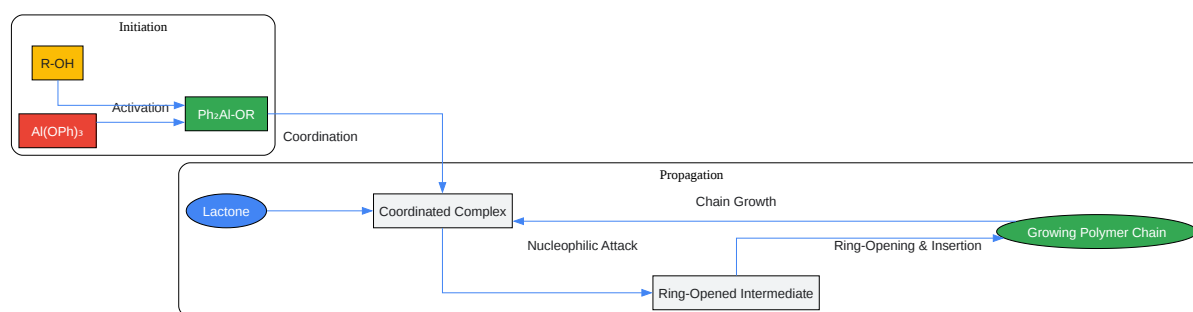 Initiation
R-OH
Activation
Ph₂Al-OR
Al(OPh)₃
Coordination
Propagation
Lactone
Coordinated Complex
Chain Growth
Growing Polymer Chain
Nucleophilic Attack
Ring-Opening & Insertion
Ring-Opened Intermediate